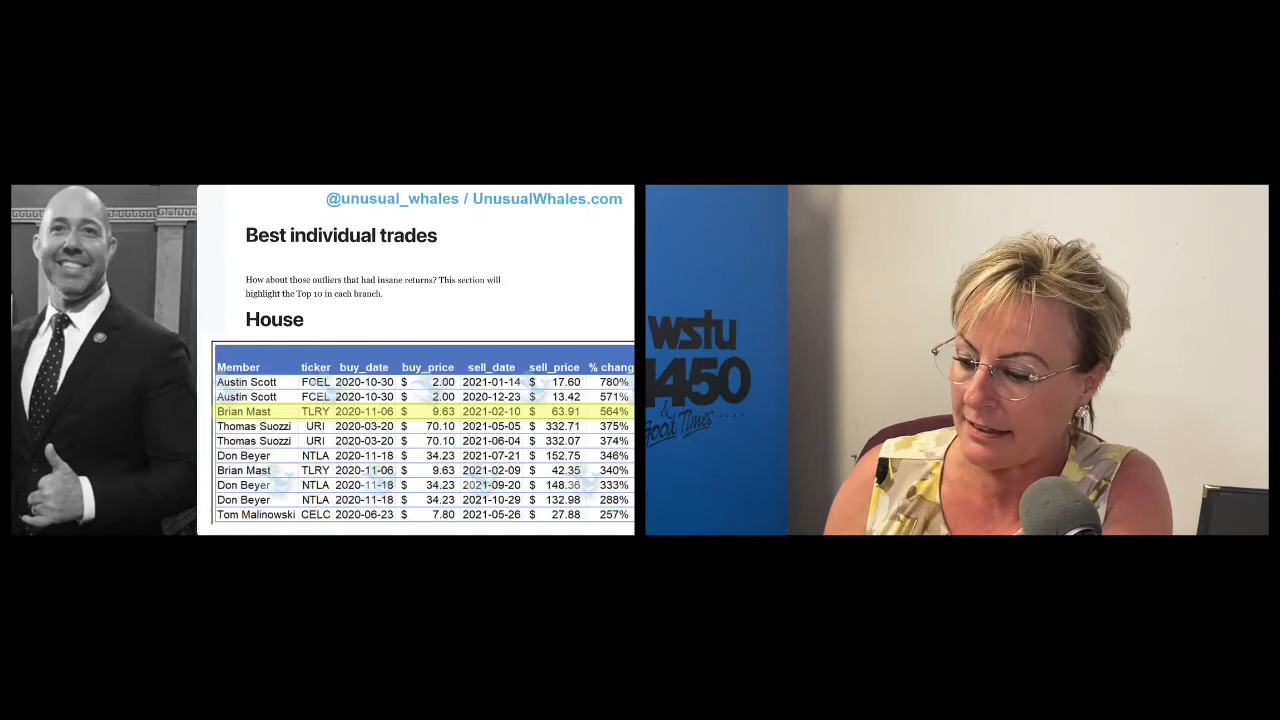 @unusual_whales / UnusualWhales.com
Best individual trades
How about those outliers that had insane returns? This section will
highlight the Top 10 in each branch.
House
Member ticker buy_date buy_price sell_date sell_price % chang
Austin Scott FCEL 2020-10-30 $ 2.00 2021-01-14 $ 17.60 780%
Austin Scott FCEL 2020-10-30 $ 2.00 2020-12-23 $ 13.42 571%
Brian Mast TLRY 2020-11-06 $ 9.63 2021-02-10 $ 63.91 564%
Thomas Suozzi URI 2020-03-20 $ 70.10 2021-05-05 $ 332.71 375%
Thomas Suozzi URI 2020-03-20 $ 70.10 2021-06-04 $ 332.07 374%
Don Beyer NTLA 2020-11-18 $ 34.23 2021-07-21 $ 152.75 346%
Brian Mast TLRY 2020-11-06 $ 9.63 2021-02-09 $ 42.35 340%
Don Beyer NTLA 2020-11-18 $ 34.23 2021-09-20 $ 148.36 333%
Don Beyer NTLA 2020-11-18 $ 34.23 2021-10-29 $ 132.98 288%
Tom Malinowski CELC 2020-06-23 $ 7.80 2021-05-26 $ 27.88 257%
wstu
1450
&
Good Times ....